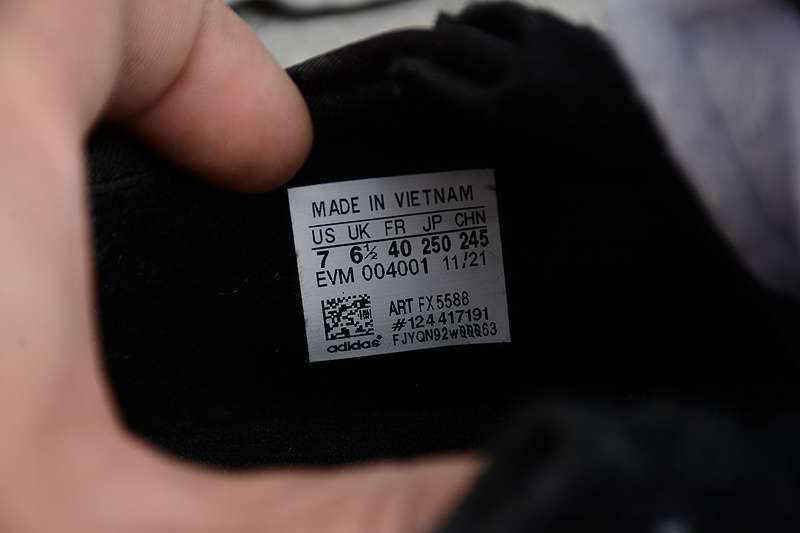 MADE IN VIETNAM
US UK FR JP CHN
7 6½ 40 250 245
EVM 004001 11/21
ART FX5588
#124417191
adidas®